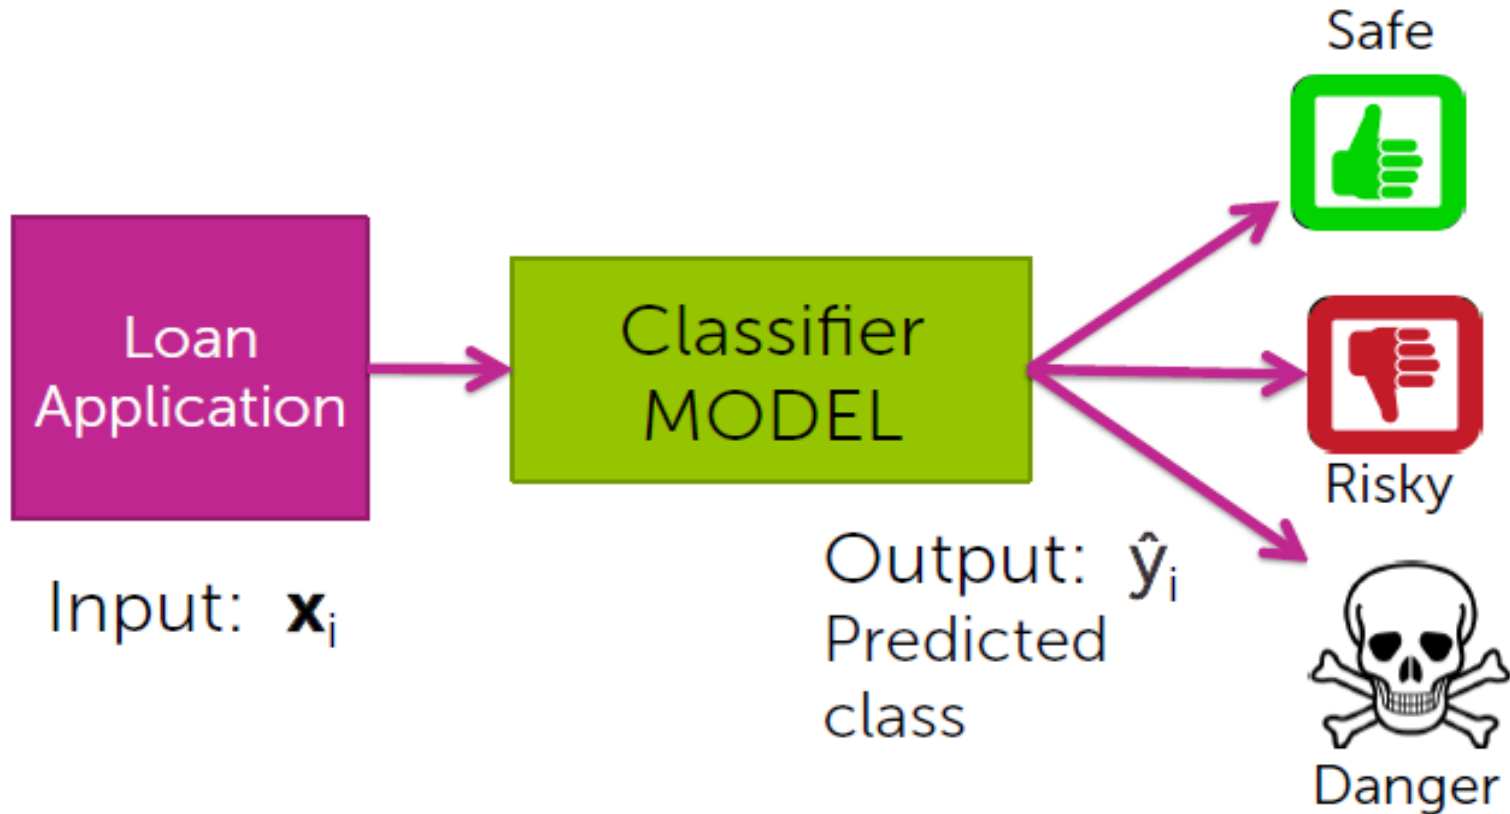 Safe
Loan
Application
Classifier
MODEL
Risky
Input: xᵢ
Output: ŷᵢ
Predicted
class
Danger